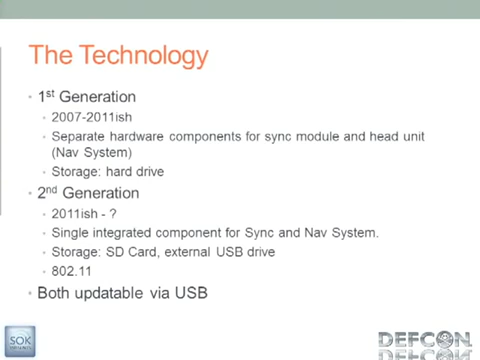 The Technology
1st Generation
2007-2011ish
Separate hardware components for sync module and head unit
(Nav System)
Storage: hard drive
2nd Generation
2011ish - ?
Single integrated component for Sync and Nav System.
Storage: SD Card, external USB drive
802.11
Both updatable via USB
SOK
DEFCON